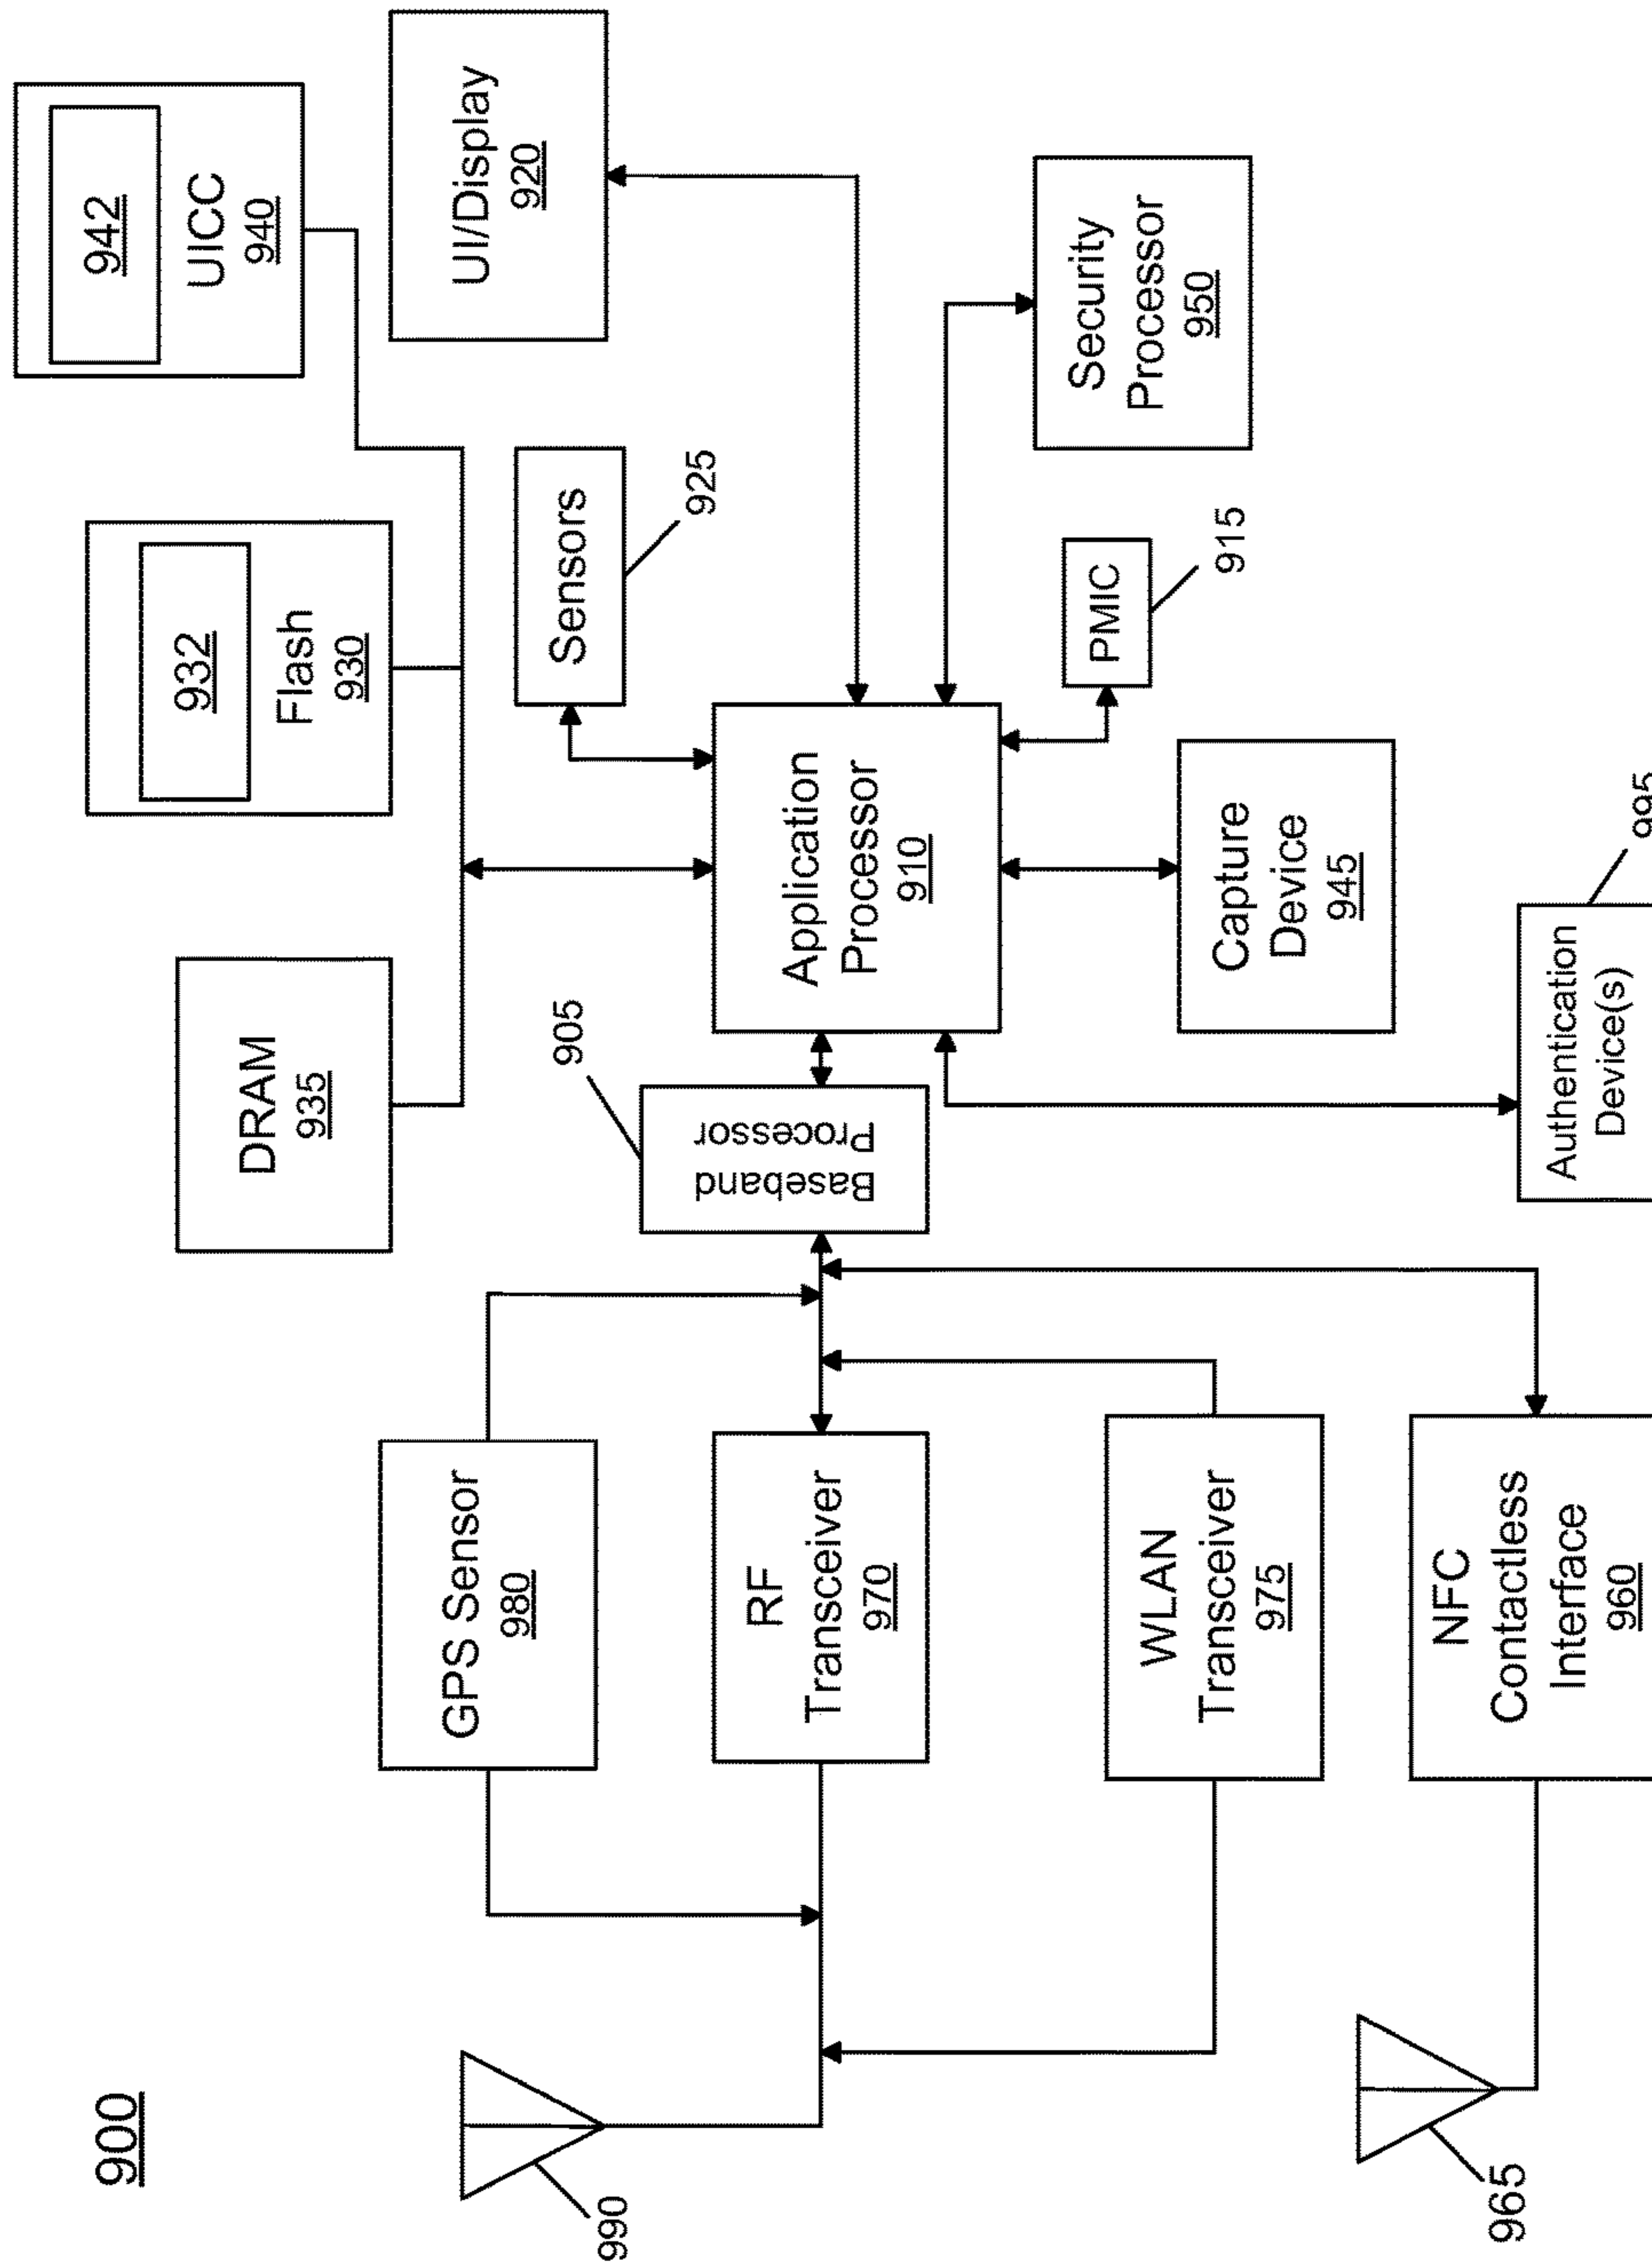 900
DRAM
935
932
Flash
930
942
UICC
940
UI/Display
920
Sensors
925
905
Baseband
Processor
Application
Processor
910
GPS Sensor
980
RF
Transceiver
970
990
WLAN
Transceiver
975
PMIC
915
Security
Processor
950
Capture
Device
945
NFC
Contactless
Interface
960
965
Authentication
Device(s)
995